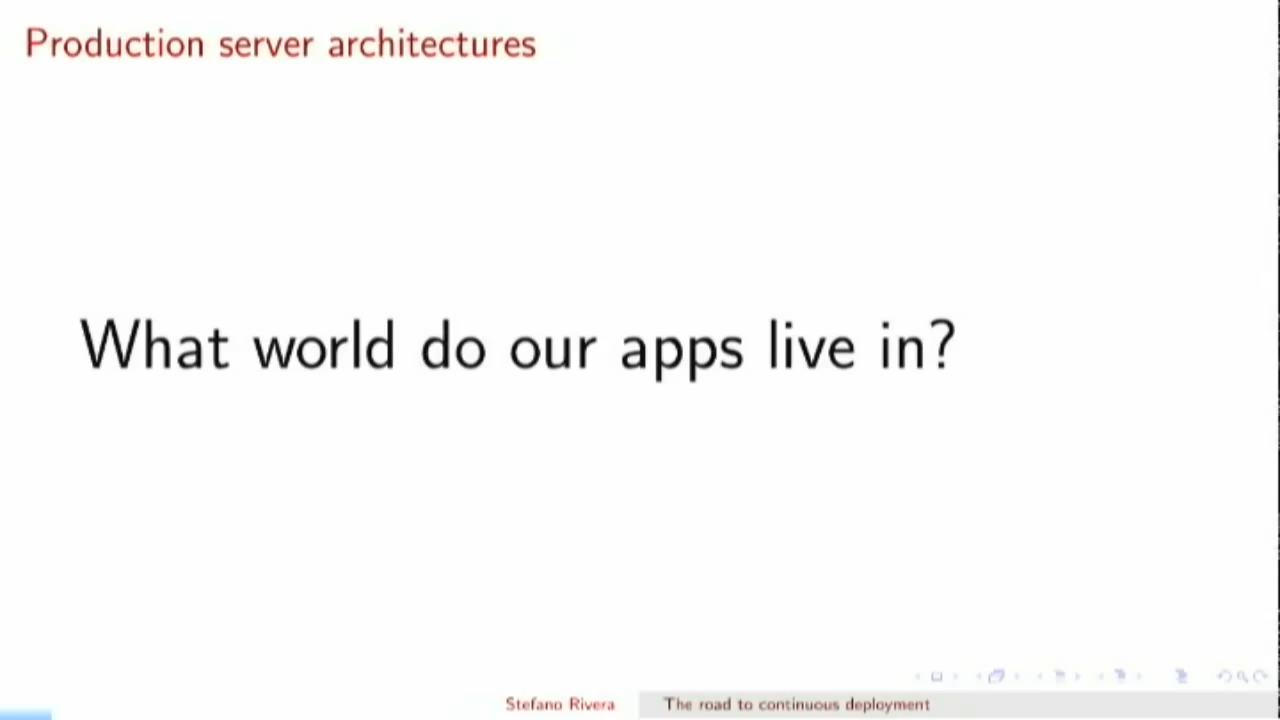 Production server architectures
What world do our apps live in?
Stefano Rivera
The road to continuous deployment